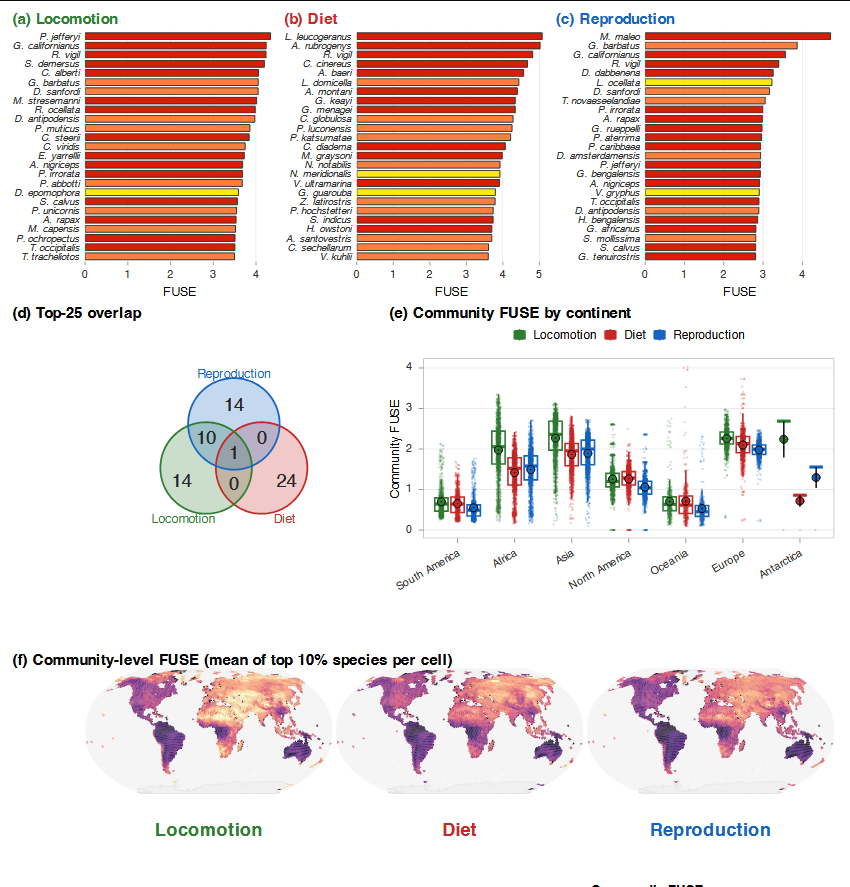 (a) Locomotion
P. jefferyi
G. californianus
R. vigil
S. demersus
C. alberti
G. barbatus
D. sanfordi
M. stresemanni
R. ocellata
D. antipodensis
P. muticus
C. steerii
C. viridis
E. yarrellii
A. nigriceps
P. irrorata
P. abbotti
D. epomophora
S. calvus
P. unicornis
A. rapax
M. capensis
P. ochropectus
T. occipitalis
T. tracheliotos
0 1 2 3 4
FUSE
(b) Diet
L. leucogeranus
A. rubrogenys
R. vigil
C. cinereus
A. baeri
L. domicella
A. montani
G. keayi
G. menagei
C. globulosa
P. luconensis
P. katsumatae
C. diadema
M. graysoni
N. notabilis
N. meridionalis
V. ultramarina
G. guarouba
Z. latirostris
P. hochstetteri
S. indicus
H. owstoni
A. santovestris
C. sechellarum
V. kuhlii
0 1 2 3 4 5
FUSE
(c) Reproduction
M. maleo
G. barbatus
G. californianus
R. vigil
D. dabbenena
L. ocellata
D. sanfordi
T. novaeseelandiae
P. irrorata
A. rapax
G. rueppelli
P. aterrima
P. caribbaea
D. amsterdamensis
P. jefferyi
G. bengalensis
A. nigriceps
V. gryphus
T. occipitalis
D. antipodensis
H. bengalensis
G. africanus
S. mollissima
S. calvus
G. tenuirostris
0 1 2 3 4
FUSE
(d) Top-25 overlap
Reproduction
14
10 0
1
14 0 24
Locomotion Diet
(e) Community FUSE by continent
Locomotion Diet Reproduction
Community FUSE
4
3
2
1
0
South America
Africa
Asia
North America
Oceania
Europe
Antarctica
(f) Community-level FUSE (mean of top 10% species per cell)
Locomotion Diet Reproduction